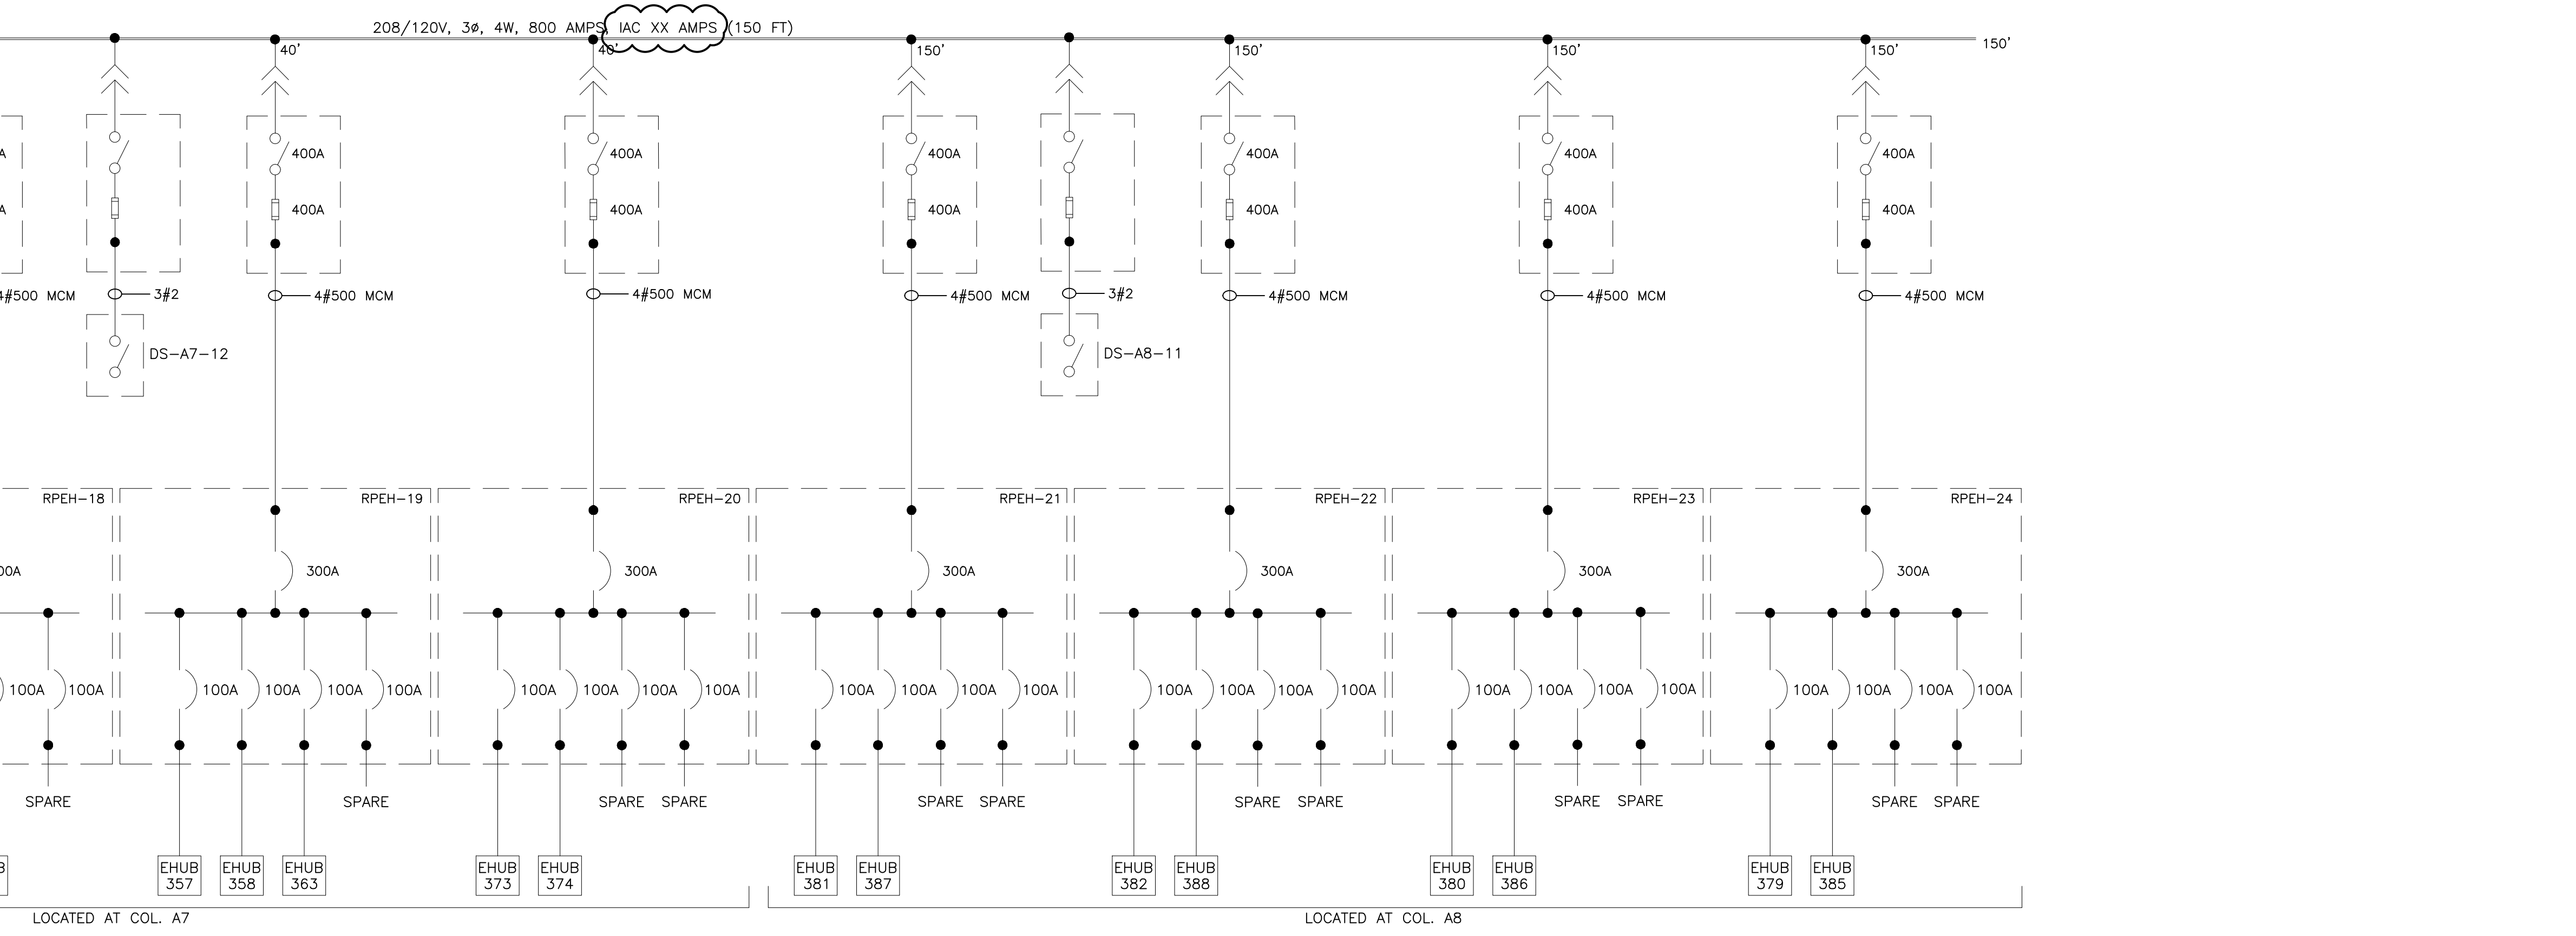 208/120V, 3ø, 4W, 800 AMPS, IAC XX AMPS (150 FT)
40' 40' 150' 150' 150' 150' 150'
400A 400A 400A 400A 400A 400A
400A 400A 400A 400A 400A 400A
4#500 MCM 3#2 4#500 MCM 4#500 MCM 4#500 MCM 3#2 4#500 MCM 4#500 MCM 4#500 MCM
DS-A7-12 DS-A8-11
RPEH-18 RPEH-19 RPEH-20 RPEH-21 RPEH-22 RPEH-23 RPEH-24
300A 300A 300A 300A 300A 300A
100A 100A 100A 100A 100A 100A 100A 100A 100A 100A 100A 100A 100A 100A 100A 100A 100A 100A 100A 100A 100A 100A 100A 100A 100A 100A
SPARE SPARE SPARE SPARE SPARE SPARE SPARE SPARE SPARE SPARE SPARE SPARE
EHUB EHUB EHUB EHUB EHUB EHUB EHUB EHUB EHUB EHUB EHUB EHUB EHUB
357 358 363 373 374 381 387 382 388 380 386 379 385
LOCATED AT COL. A7 LOCATED AT COL. A8